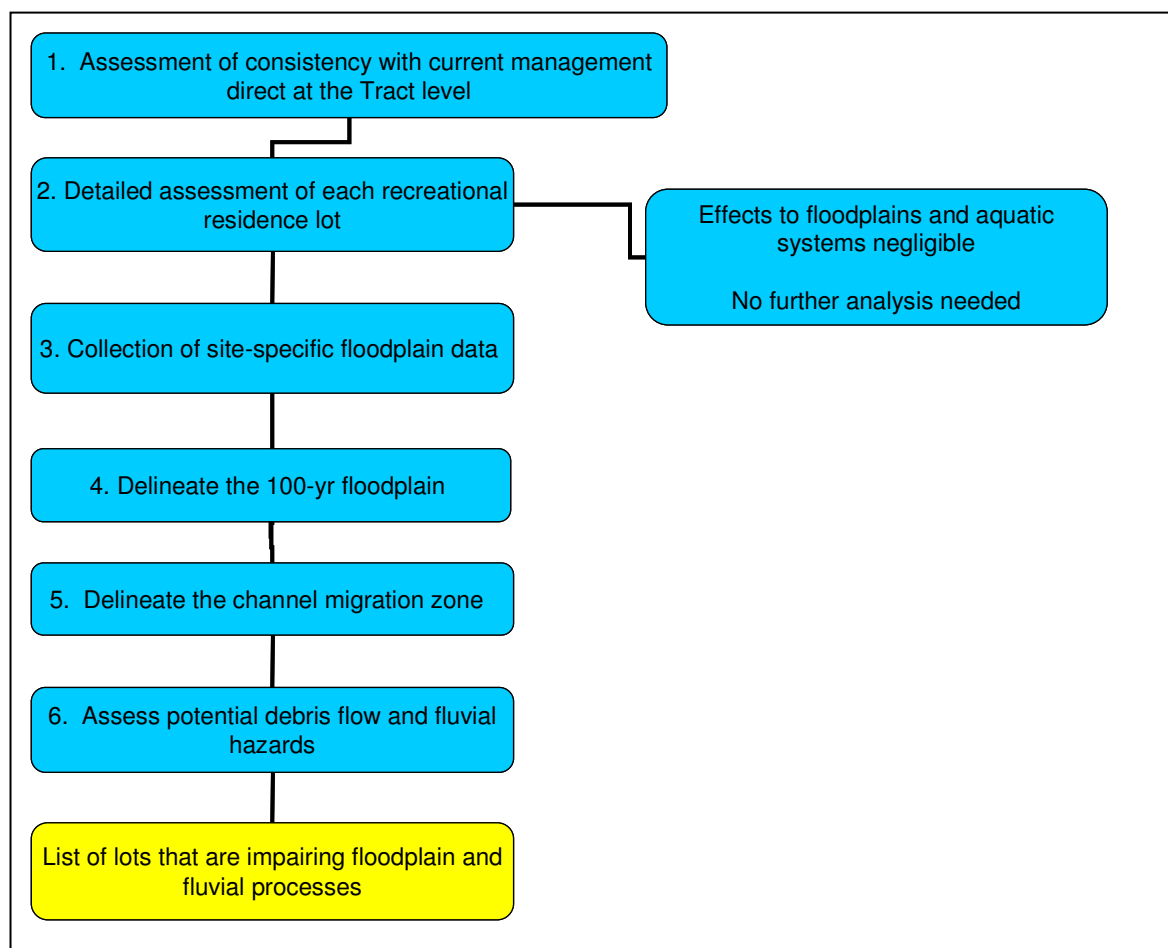 1. Assessment of consistency with current management
direct at the Tract level
2. Detailed assessment of each recreational
residence lot
Effects to floodplains and aquatic
systems negligible
No further analysis needed
3. Collection of site-specific floodplain data
4. Delineate the 100-yr floodplain
5. Delineate the channel migration zone
6. Assess potential debris flow and fluvial
hazards
List of lots that are impairing floodplain and
fluvial processes